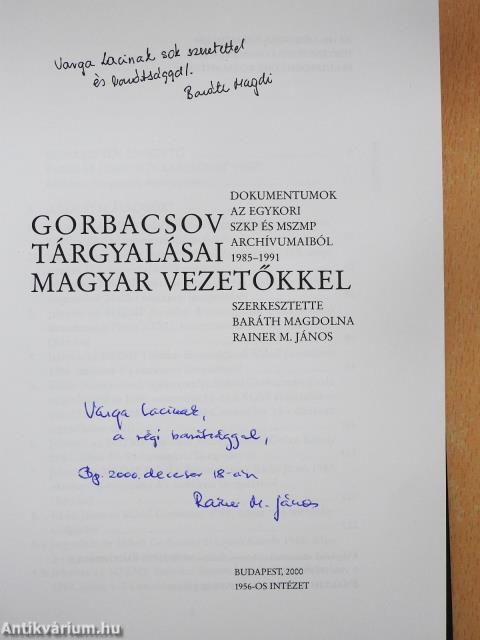 Varga Lacinak sok szeretettel
és barátsággal.
Baráth Magdi
DOKUMENTUMOK
AZ EGYKORI
SZKP ÉS MSZMP
ARCHÍVUMAIBÓL
1985–1991
GORBACSOV
TÁRGYALÁSAI
MAGYAR VEZETŐKKEL
SZERKESZTETTE
BARÁTH MAGDOLNA
RAINER M. JÁNOS
Varga Lacinak,
a régi barátsággal,
Bp. 2000. december 18-án
Rainer M. János
BUDAPEST, 2000
1956-OS INTÉZET
Antikvárium.hu